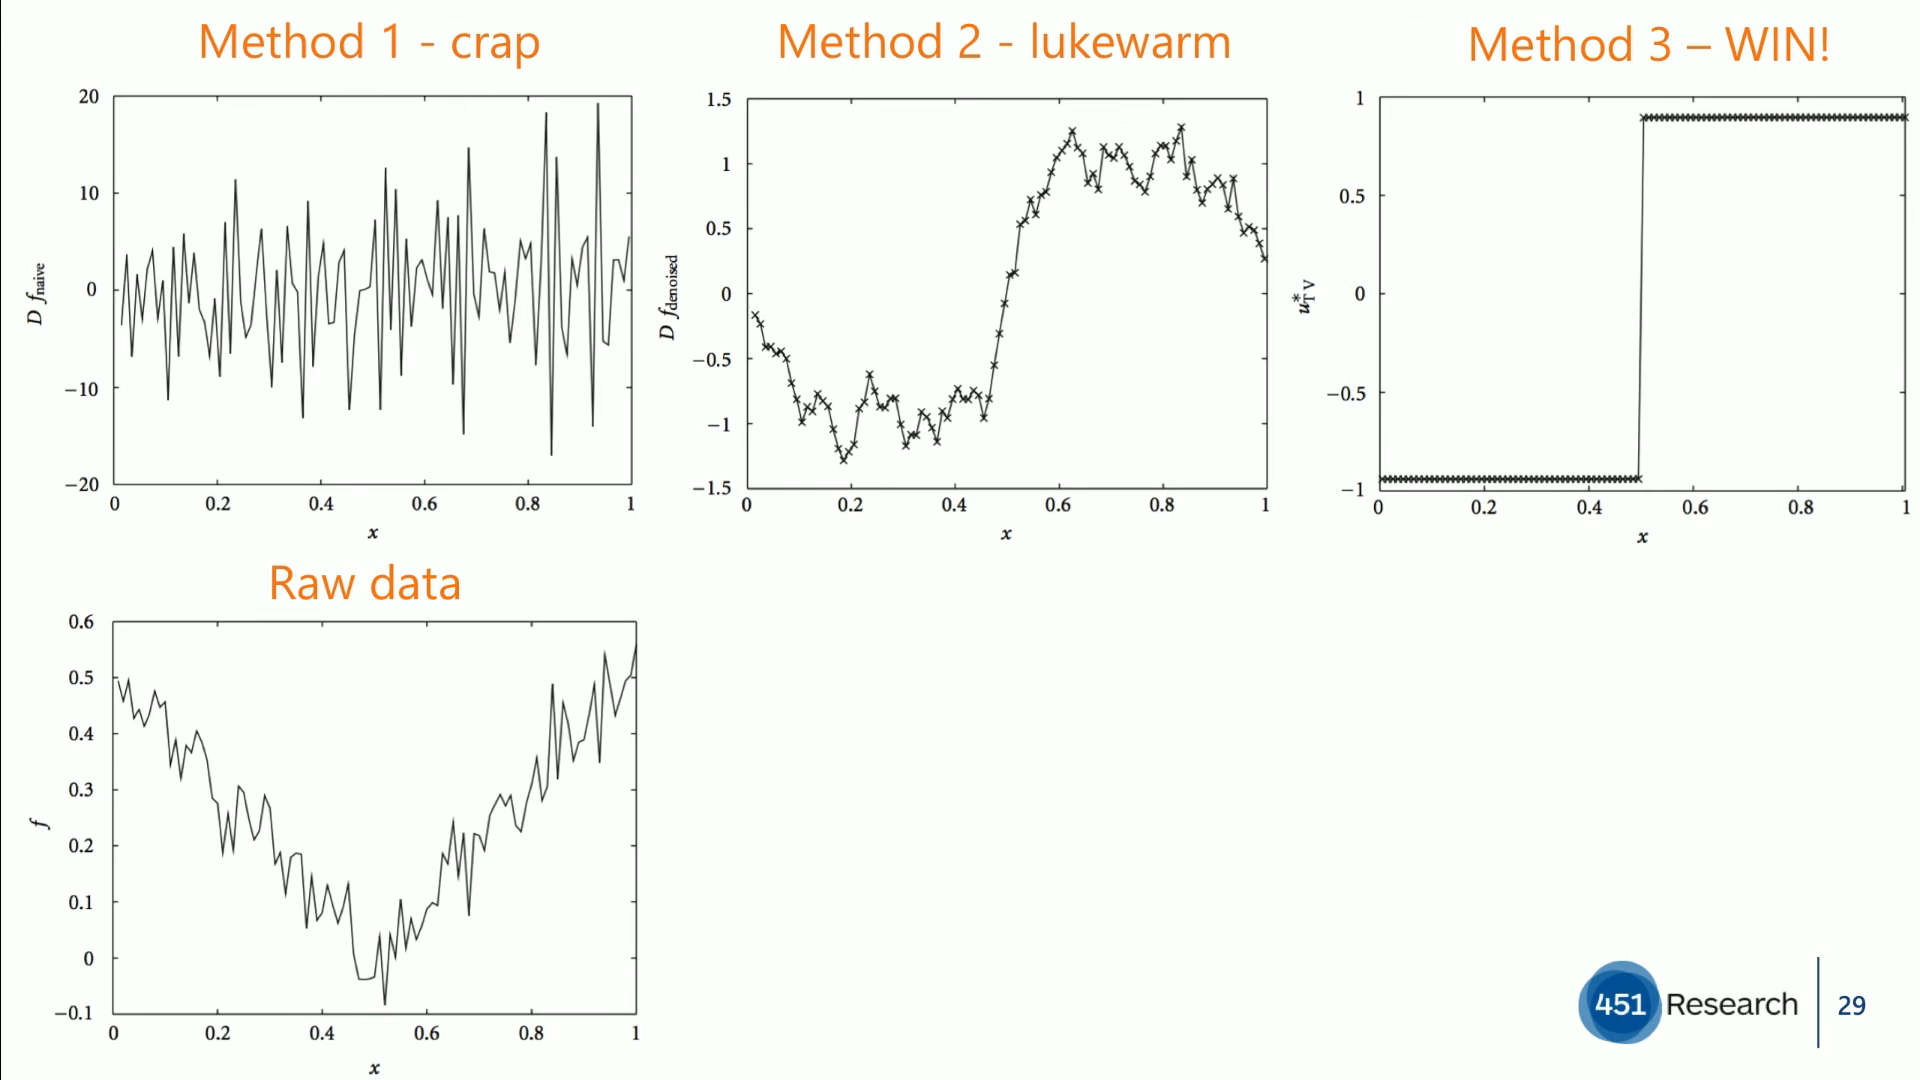 Method 1 - crap
Method 2 - lukewarm
Method 3 – WIN!
20
10
0
−10
−20
D f_naive
0 0.2 0.4 0.6 0.8 1
x
1.5
1
0.5
0
−0.5
−1
−1.5
D f_denoised
0 0.2 0.4 0.6 0.8 1
x
1
0.5
0
−0.5
−1
u*_TV
0 0.2 0.4 0.6 0.8 1
x
Raw data
0.6
0.5
0.4
0.3
0.2
0.1
0
−0.1
f
0 0.2 0.4 0.6 0.8 1
x
451 Research
29